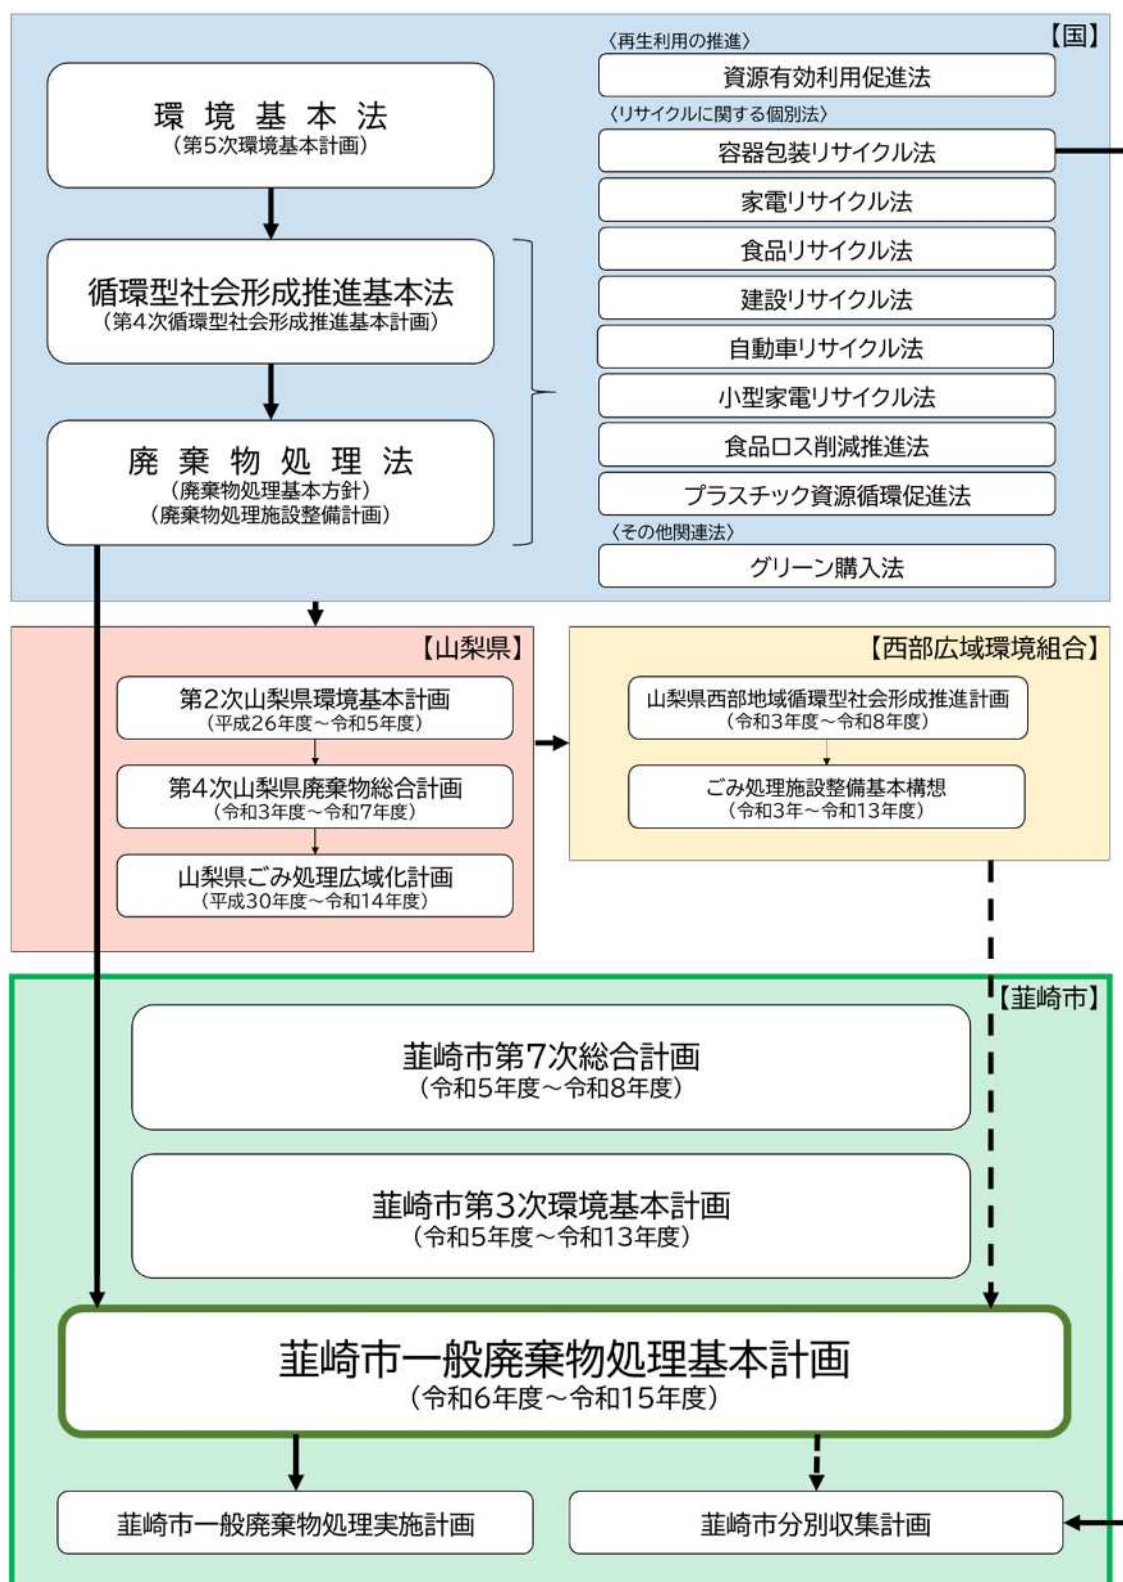 【国】
環境基本法
（第5次環境基本計画）
循環型社会形成推進基本法
（第4次循環型社会形成推進基本計画）
廃棄物処理法
（廃棄物処理基本方針）
（廃棄物処理施設整備計画）
〈再生利用の推進〉
資源有効利用促進法
〈リサイクルに関する個別法〉
容器包装リサイクル法
家電リサイクル法
食品リサイクル法
建設リサイクル法
自動車リサイクル法
小型家電リサイクル法
食品ロス削減推進法
プラスチック資源循環促進法
〈その他関連法〉
グリーン購入法
【山梨県】
第2次山梨県環境基本計画
（平成26年度～令和5年度）
第4次山梨県廃棄物総合計画
（令和3年度～令和7年度）
山梨県ごみ処理広域化計画
（平成30年度～令和14年度）
【西部広域環境組合】
山梨県西部地域循環型社会形成推進計画
（令和3年度～令和8年度）
ごみ処理施設整備基本構想
（令和3年～令和13年度）
【韮崎市】
韮崎市第7次総合計画
（令和5年度～令和8年度）
韮崎市第3次環境基本計画
（令和5年度～令和13年度）
韮崎市一般廃棄物処理基本計画
（令和6年度～令和15年度）
韮崎市一般廃棄物処理実施計画
韮崎市分別収集計画